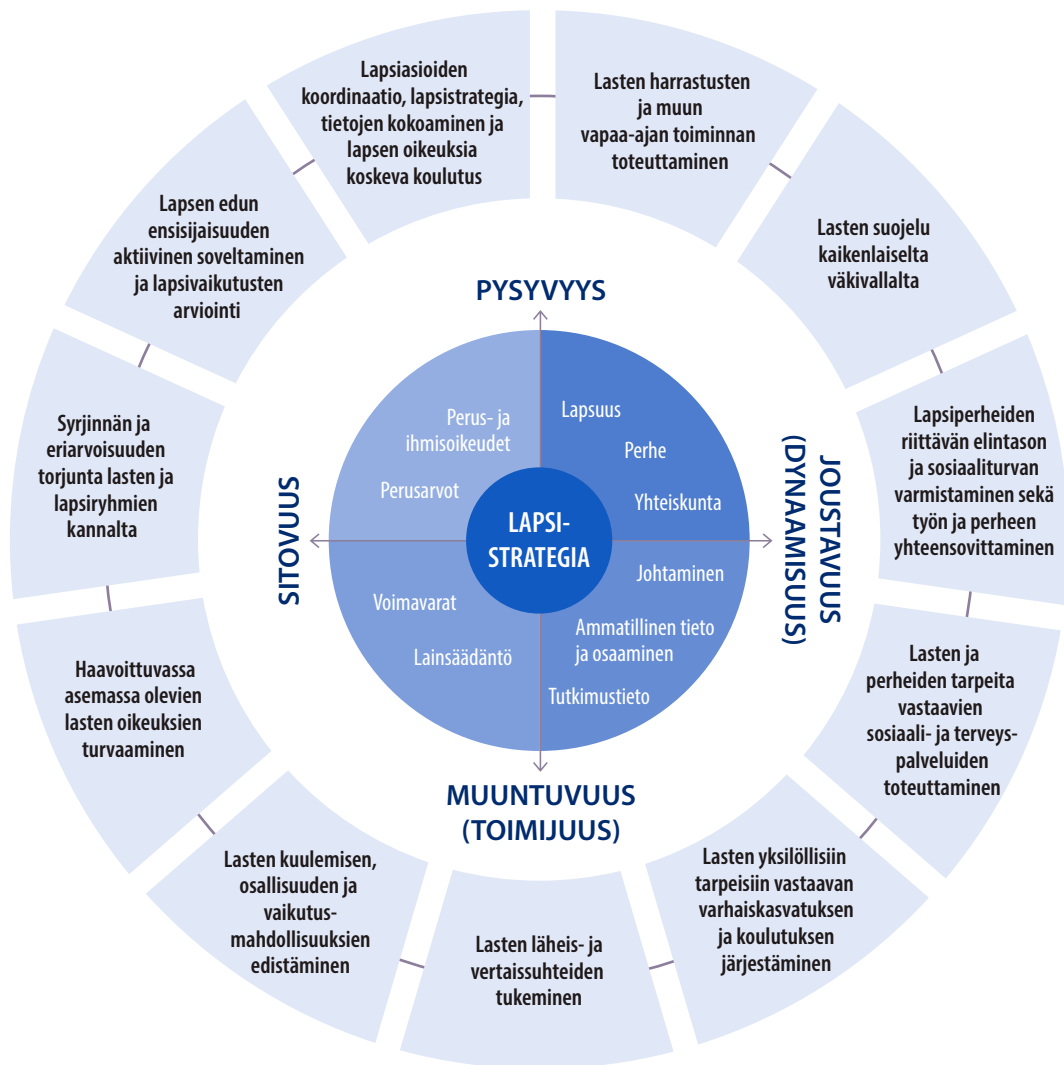 Lapsiasioiden
koordinaatio, lapsistrategia,
tietojen kokoaminen ja
lapsen oikeuksia
koskeva koulutus
Lasten harrastusten
ja muun
vapaa-ajan toiminnan
toteuttaminen
Lasten suojelu
kaikenlaiselta
väkivallalta
Lapsiperheiden
riittävän elintason
ja sosiaaliturvan
varmistaminen sekä
työn ja perheen
yhteensovittaminen
Lasten ja
perheiden tarpeita
vastaavien
sosiaali- ja terveys-
palveluiden
toteuttaminen
Lasten yksilöllisiin
tarpeisiin vastaavan
varhaiskasvatuksen
ja koulutuksen
järjestäminen
Lasten läheis- ja
vertaissuhteiden
tukeminen
Lasten kuulemisen,
osallisuuden ja
vaikutus-
mahdollisuuksien
edistäminen
Haavoittuvassa
asemassa olevien
lasten oikeuksien
turvaaminen
Syrjinnän ja
eriarvoisuuden
torjunta lasten ja
lapsiryhmien
kannalta
Lapsen edun
ensisijaisuuden
aktiivinen soveltaminen
ja lapsivaikutusten
arviointi
PYSYVYYS
JOUSTAVUUS
(DYNAAMISUUS)
MUUNTUVUUS
(TOIMIJUUS)
SITOVUUS
Perus- ja
ihmisoikeudet
Perusarvot
Lapsuus
Perhe
Yhteiskunta
LAPSI-
STRATEGIA
Johtaminen
Ammatillinen tieto
ja osaaminen
Tutkimustieto
Voimavarat
Lainsäädäntö